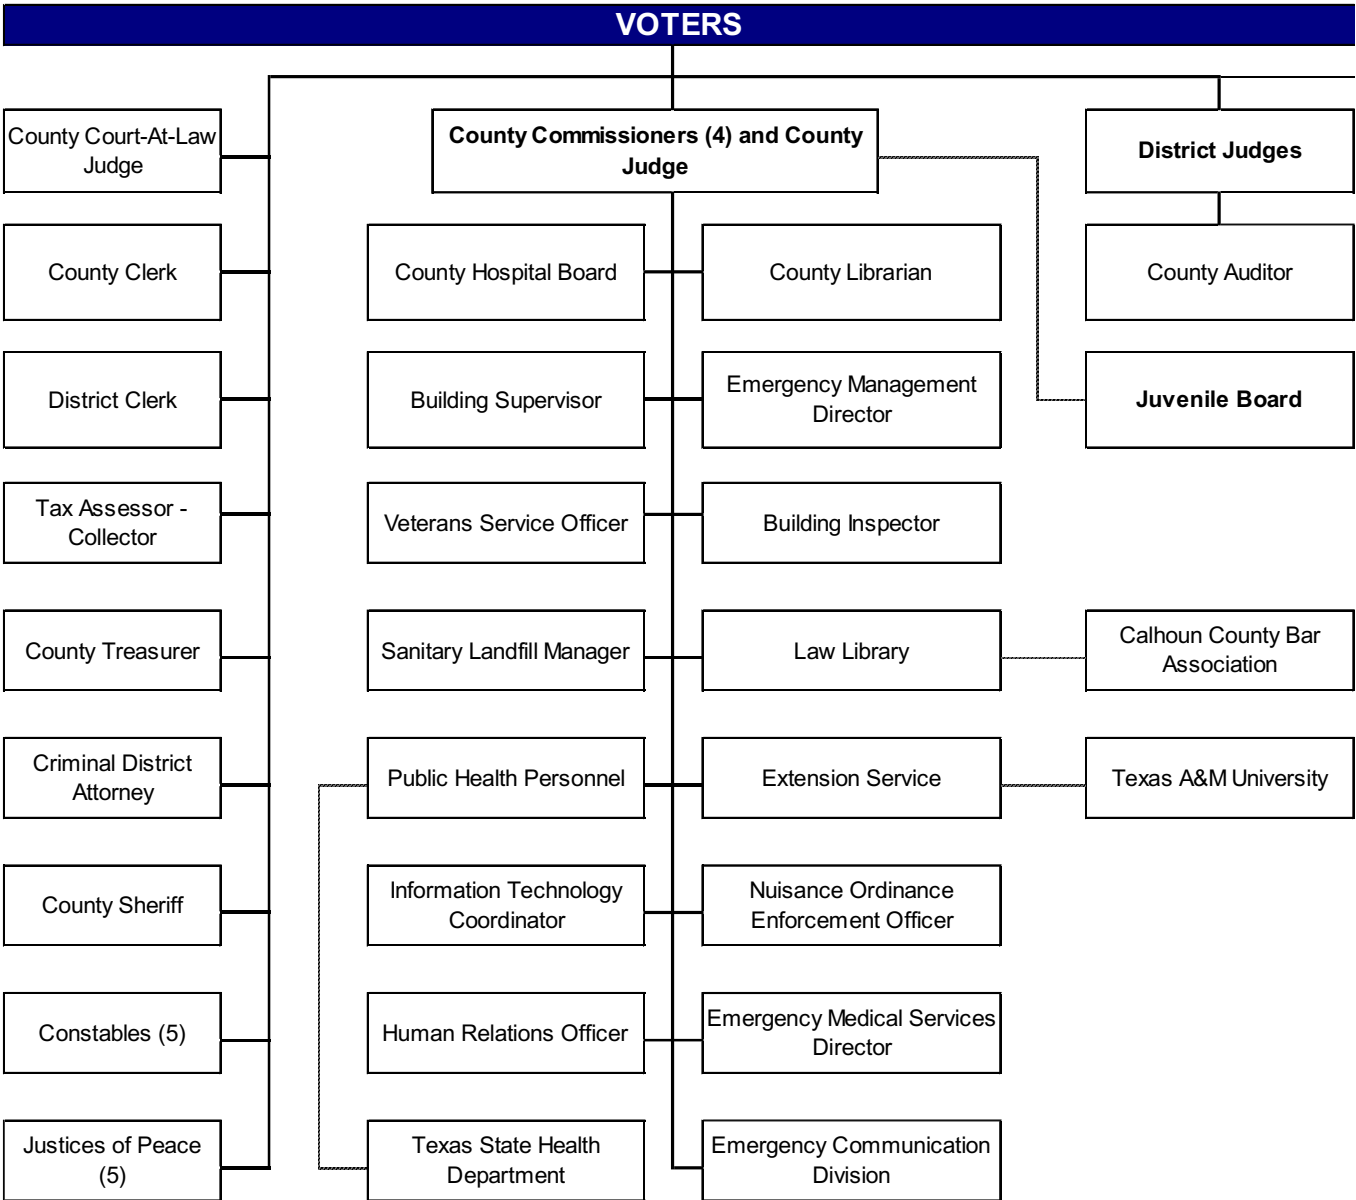 VOTERS
County Court-At-Law
Judge
County Commissioners (4) and County
Judge
District Judges
County Clerk
County Hospital Board
County Librarian
County Auditor
District Clerk
Building Supervisor
Emergency Management
Director
Juvenile Board
Tax Assessor -
Collector
Veterans Service Officer
Building Inspector
County Treasurer
Sanitary Landfill Manager
Law Library
Calhoun County Bar
Association
Criminal District
Attorney
Public Health Personnel
Extension Service
Texas A&M University
County Sheriff
Information Technology
Coordinator
Nuisance Ordinance
Enforcement Officer
Constables (5)
Human Relations Officer
Emergency Medical Services
Director
Justices of Peace
(5)
Texas State Health
Department
Emergency Communication
Division